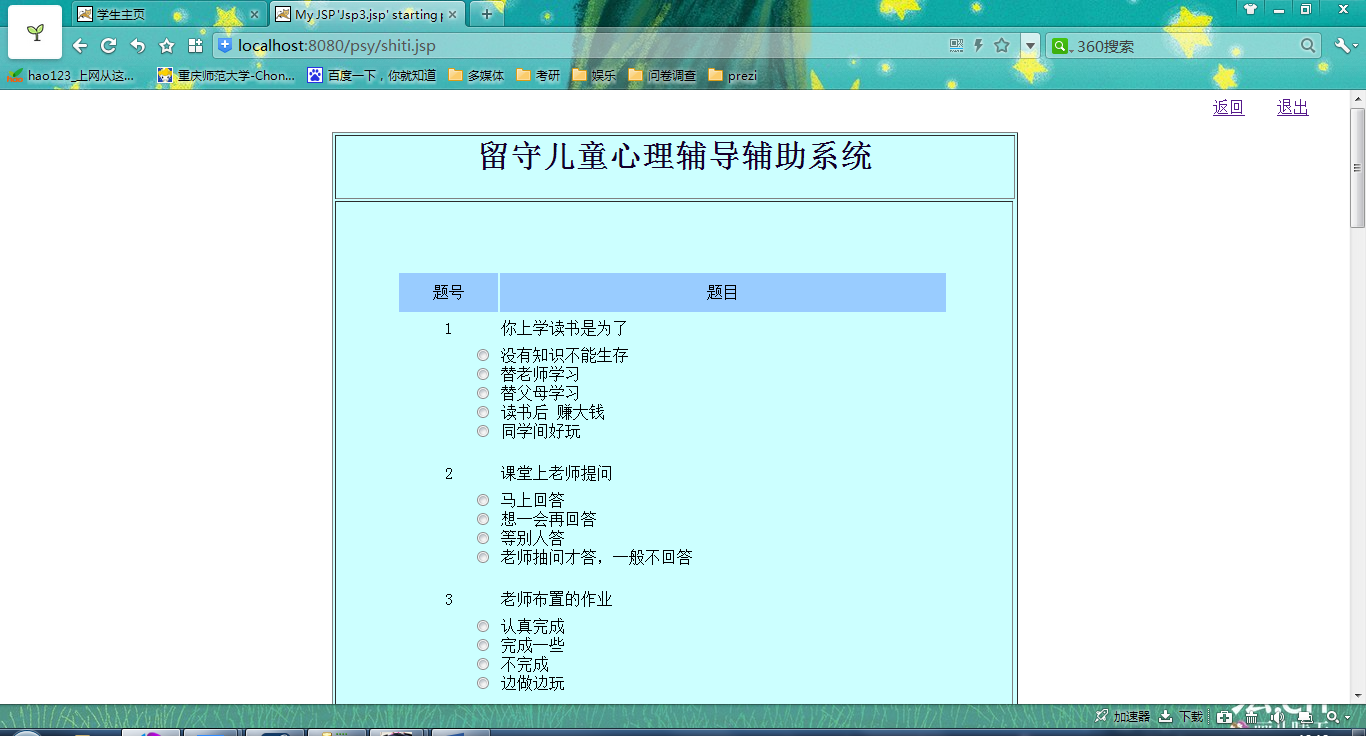 学生主页
My JSP 'Jsp3.jsp' starting p
localhost:8080/psy/shiti.jsp
360搜索
hao123_上网从这...
重庆师范大学-Chon...
百度一下，你就知道
多媒体
考研
娱乐
问卷调查
prezi
返回 退出
留守儿童心理辅导辅助系统
题号 题目
1 你上学读书是为了
没有知识不能生存
替老师学习
替父母学习
读书后 赚大钱
同学间好玩
2 课堂上老师提问
马上回答
想一会再回答
等别人答
老师抽问才答，一般不回答
3 老师布置的作业
认真完成
完成一些
不完成
边做边玩
加速器 下载